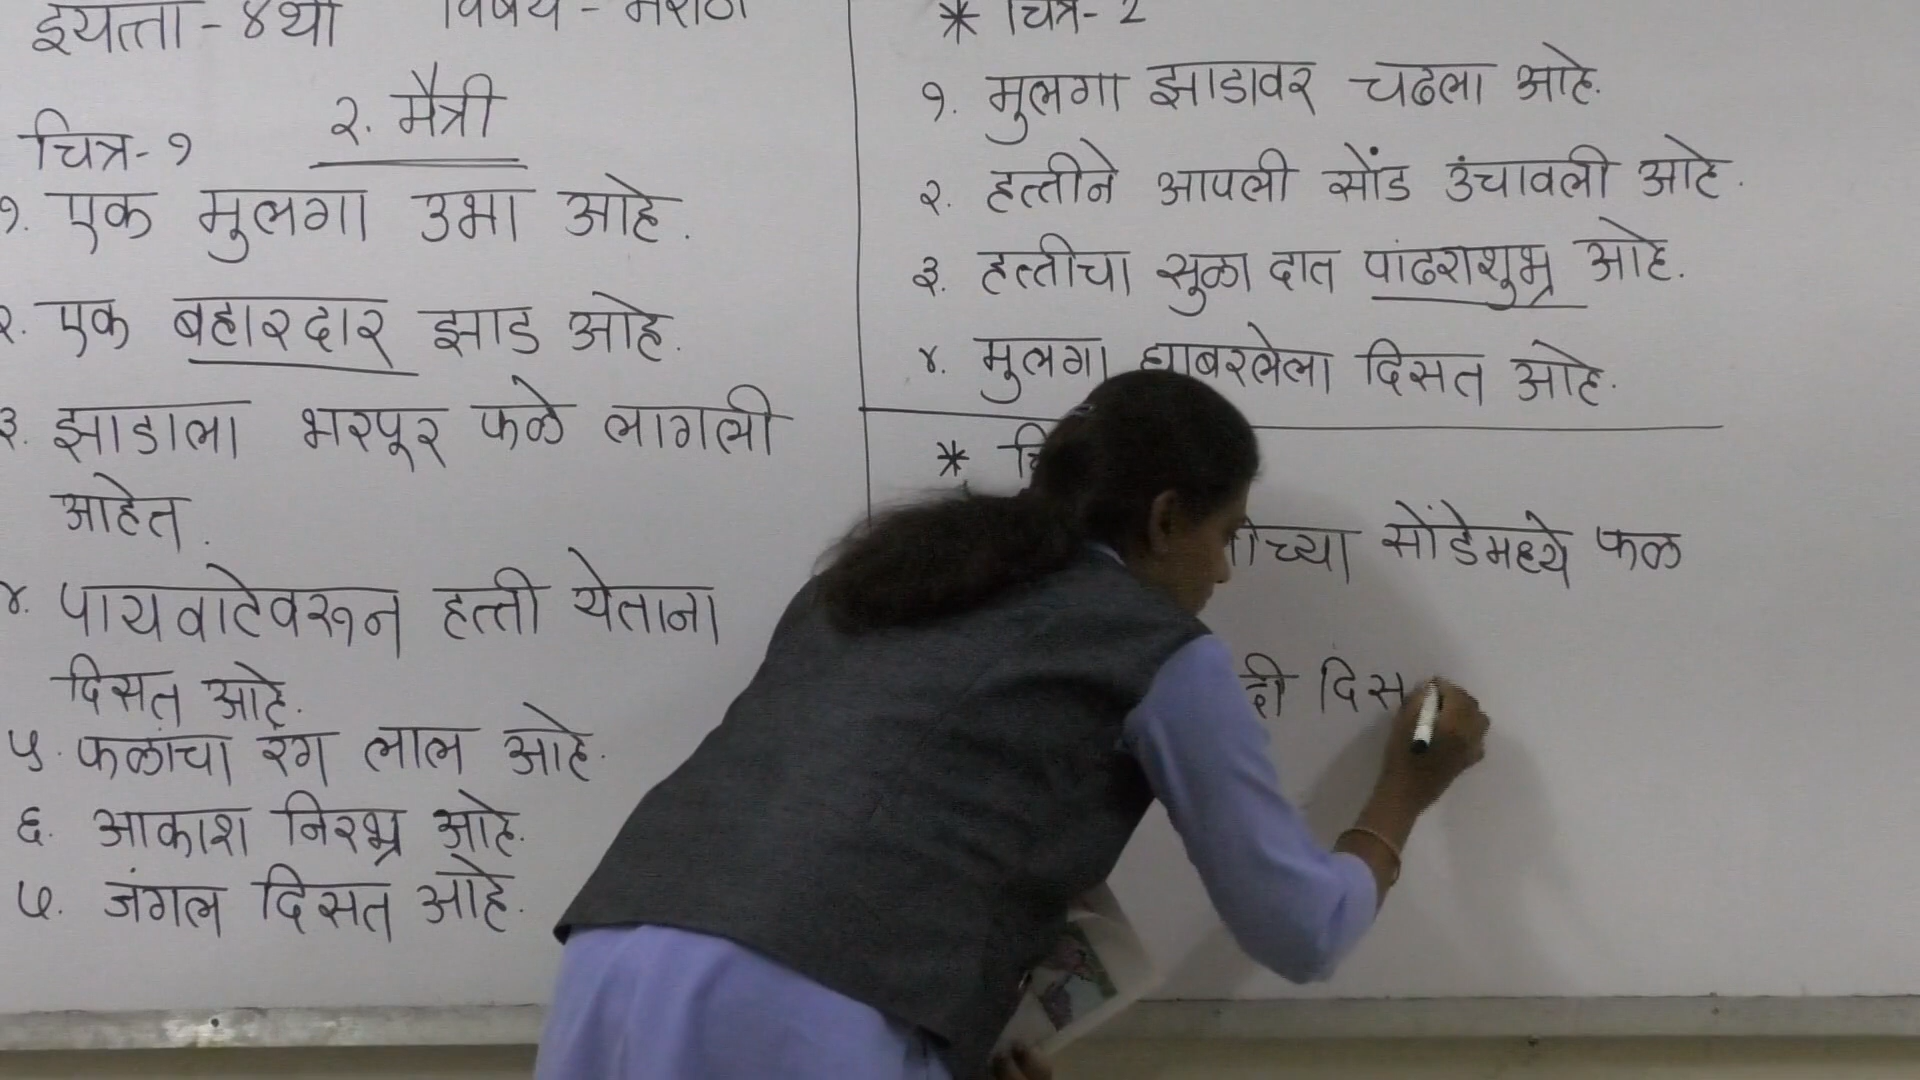 इयत्ता - ४थी विषय - मराठी
२. मैत्री
चित्र - १
१. एक मुलगा उभा आहे.
२. एक बहारदार झाड आहे.
३. झाडाला भरपूर फळे लागली
आहेत.
४. पायवाटेवरून हत्ती येताना
दिसत आहे.
५. फळांचा रंग लाल आहे.
६. आकाश निरभ्र आहे.
७. जंगल दिसत आहे.
* चित्र - 2
१. मुलगा झाडावर चढला आहे.
२. हत्तीने आपली सोंड उंचावली आहे.
३. हत्तीचा सुळा दात पांढराशुभ्र आहे.
४. मुलगा घाबरलेला दिसत आहे.
*
सोंडेमध्ये फळ